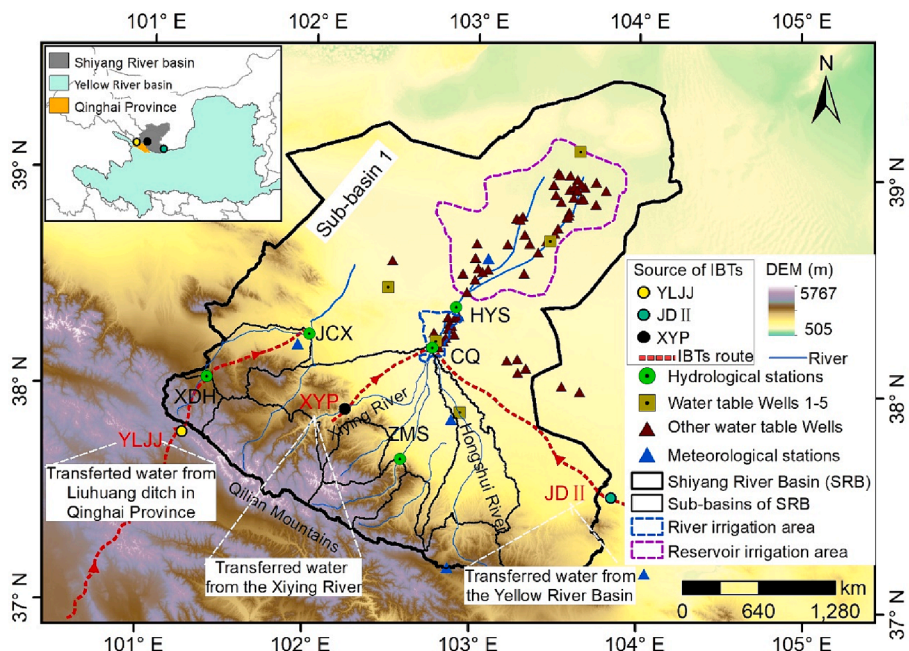 101° E
102° E
103° E
104° E
105° E
Shiyang River basin
Yellow River basin
Qinghai Province
N
39° N
39° N
Sub-basin 1
Source of IBTs
DEM (m)
YLJJ
5767
JD II
XYP
505
IBTs route
River
Hydrological stations
Water table Wells 1-5
Other water table Wells
Meteorological stations
Shiyang River Basin (SRB)
Sub-basins of SRB
River irrigation area
Reservoir irrigation area
HYS
JCX
CQ
38° N
38° N
XDH
XYP
Xiying River
YLJJ
ZMS
Hongshui River
Transferted water from
Liuhuang ditch in
Qinghai Province
Qilian Mountains
JD II
Transferred water
from the Xiying River
Transferred water from
the Yellow River Basin
km
0
640
1,280
37° N
37° N
101° E
102° E
103° E
104° E
105° E